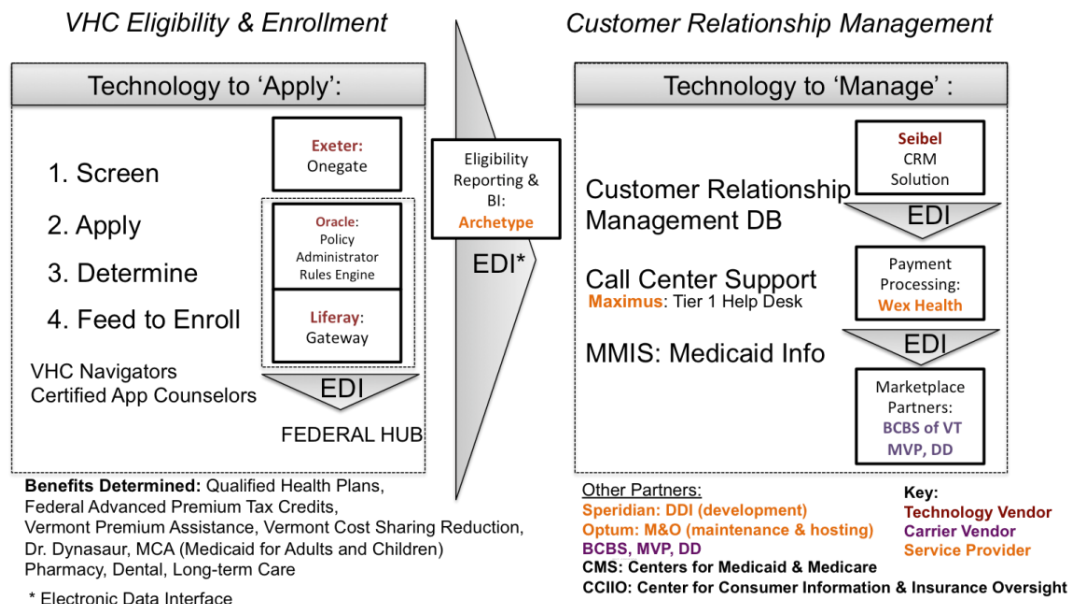 VHC Eligibility & Enrollment
Customer Relationship Management
Technology to ‘Apply’:
1. Screen
2. Apply
3. Determine
4. Feed to Enroll
VHC Navigators
Certified App Counselors
Exeter:
Onegate
Oracle:
Policy
Administrator
Rules Engine
Liferay:
Gateway
EDI
FEDERAL HUB
Eligibility
Reporting &
BI:
Archetype
EDI*
Technology to ‘Manage’ :
Customer Relationship
Management DB
Call Center Support
Maximus: Tier 1 Help Desk
MMIS: Medicaid Info
Seibel
CRM
Solution
EDI
Payment
Processing:
Wex Health
EDI
Marketplace
Partners:
BCBS of VT
MVP, DD
Benefits Determined: Qualified Health Plans,
Federal Advanced Premium Tax Credits,
Vermont Premium Assistance, Vermont Cost Sharing Reduction,
Dr. Dynasaur, MCA (Medicaid for Adults and Children)
Pharmacy, Dental, Long-term Care
* Electronic Data Interface
Other Partners:
Speridian: DDI (development)
Optum: M&O (maintenance & hosting)
BCBS, MVP, DD
CMS: Centers for Medicaid & Medicare
CCIIO: Center for Consumer Information & Insurance Oversight
Key:
Technology Vendor
Carrier Vendor
Service Provider